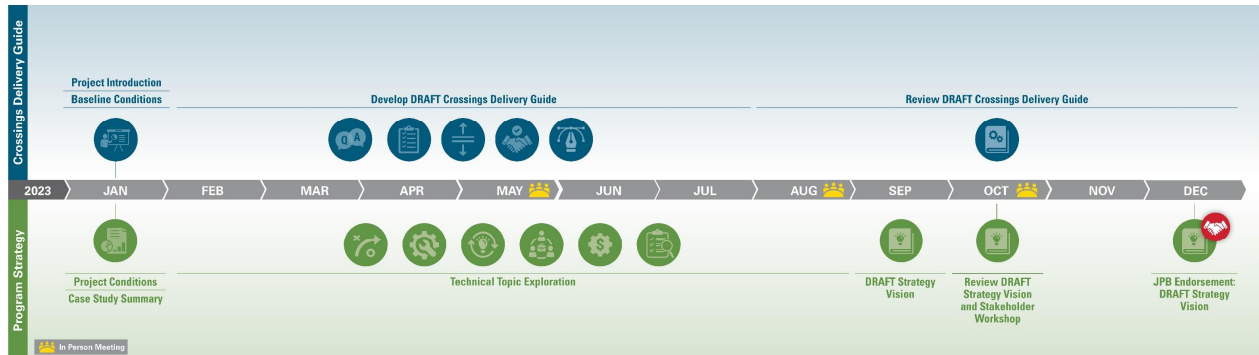 Crossings Delivery Guide
Project Introduction
Baseline Conditions
Develop DRAFT Crossings Delivery Guide
Review DRAFT Crossings Delivery Guide
Q A
2023
JAN
FEB
MAR
APR
MAY
JUN
JUL
AUG
SEP
OCT
NOV
DEC
$
Program Strategy
Project Conditions
Case Study Summary
Technical Topic Exploration
DRAFT Strategy
Vision
Review DRAFT
Strategy Vision
and Stakeholder
Workshop
JPB Endorsement:
DRAFT Strategy
Vision
In Person Meeting